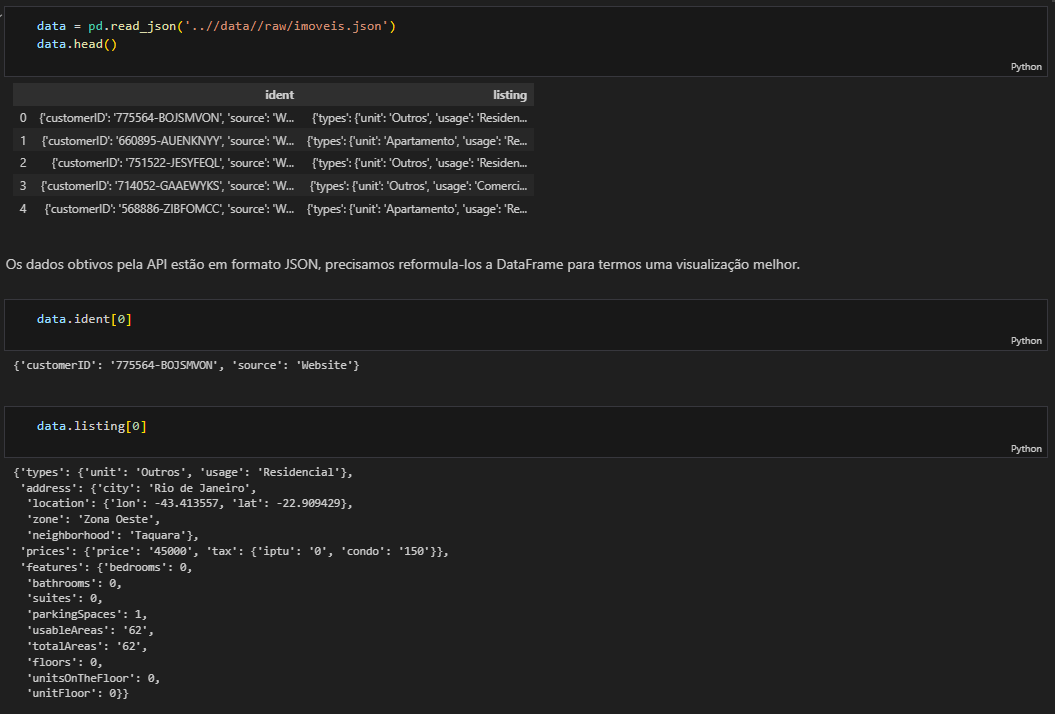 data = pd.read_json('..//data//raw/imoveis.json')
data.head()
Python
ident listing
0 {'customerID': '775564-BOJSMVON', 'source': 'W... {'types': {'unit': 'Outros', 'usage': 'Residen...
1 {'customerID': '660895-AUENKNYY', 'source': 'W... {'types': {'unit': 'Apartamento', 'usage': 'Re...
2 {'customerID': '751522-JESYFEQL', 'source': 'W... {'types': {'unit': 'Outros', 'usage': 'Residen...
3 {'customerID': '714052-GAAEWYKS', 'source': 'W... {'types': {'unit': 'Outros', 'usage': 'Comerci...
4 {'customerID': '568886-ZIBFOMCC', 'source': 'W... {'types': {'unit': 'Apartamento', 'usage': 'Re...
Os dados obtivos pela API estão em formato JSON, precisamos reformula-los a DataFrame para termos uma visualização melhor.
data.ident[0]
Python
{'customerID': '775564-BOJSMVON', 'source': 'Website'}
data.listing[0]
Python
{'types': {'unit': 'Outros', 'usage': 'Residencial'},
'address': {'city': 'Rio de Janeiro',
'location': {'lon': -43.413557, 'lat': -22.909429},
'zone': 'Zona Oeste',
'neighborhood': 'Taquara'},
'prices': {'price': '45000', 'tax': {'iptu': '0', 'condo': '150'}},
'features': {'bedrooms': 0,
'bathrooms': 0,
'suites': 0,
'parkingSpaces': 1,
'usableAreas': '62',
'totalAreas': '62',
'floors': 0,
'unitsOnTheFloor': 0,
'unitFloor': 0}}